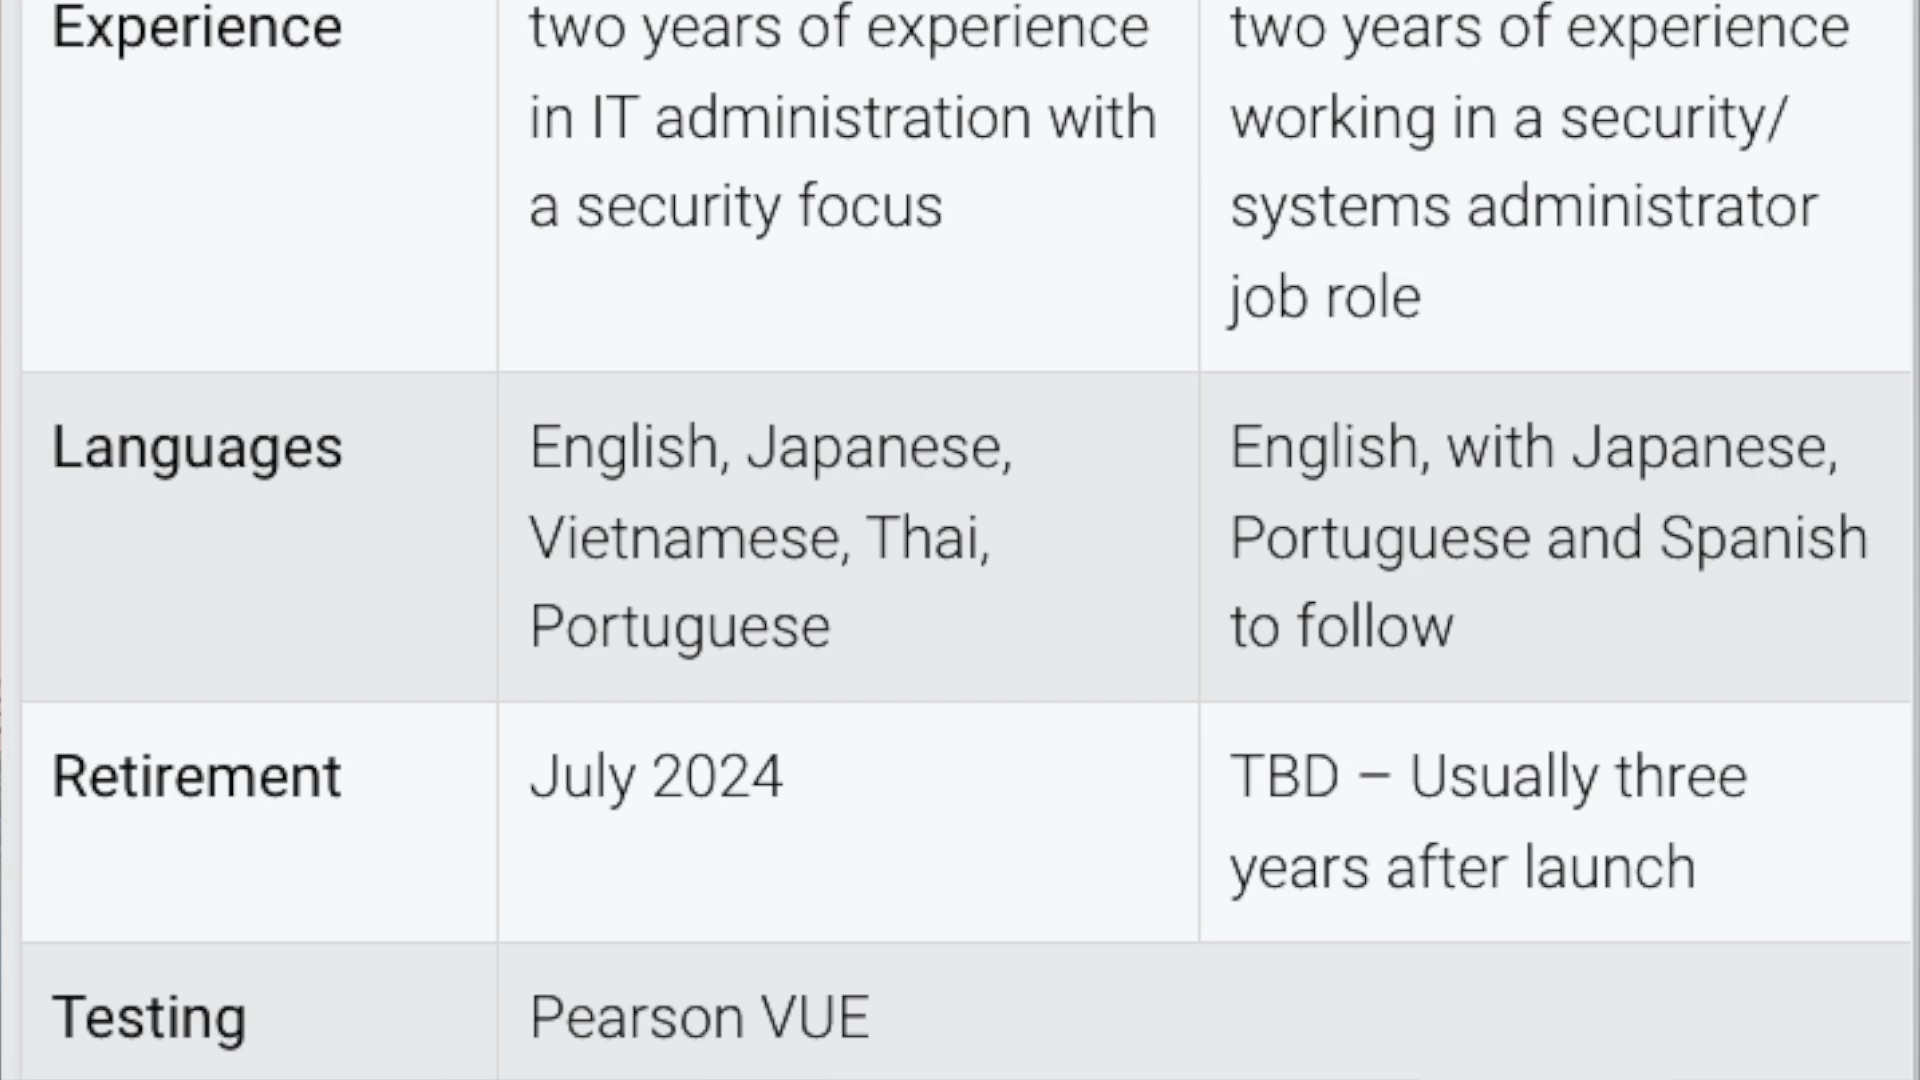 Experience
two years of experience
in IT administration with
a security focus
two years of experience
working in a security/
systems administrator
job role
Languages
English, Japanese,
Vietnamese, Thai,
Portuguese
English, with Japanese,
Portuguese and Spanish
to follow
Retirement
July 2024
TBD – Usually three
years after launch
Testing
Pearson VUE